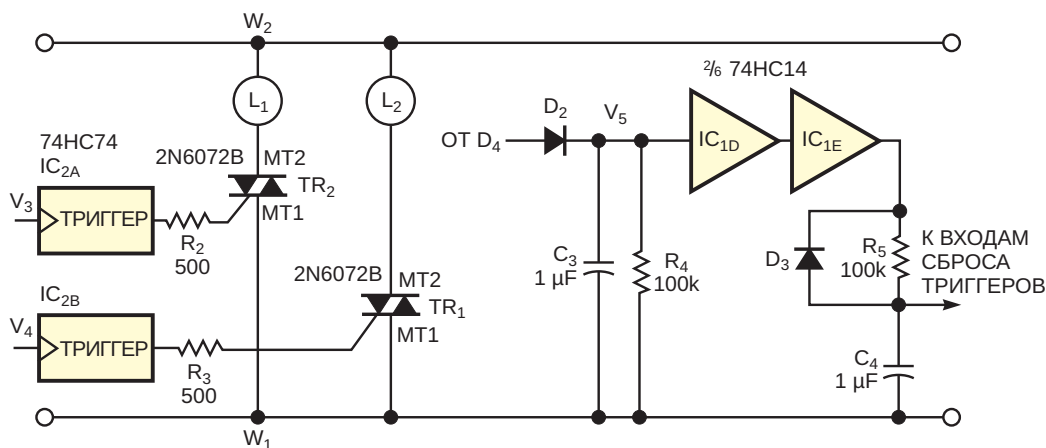 W2
L1
L2
2/6 74HC14
D2
V5
ОТ D4
IC1D
IC1E
74HC74
IC2A
2N6072B
MT2
TR2
MT1
V3
ТРИГГЕР
R2
500
К ВХОДАМ
СБРОСА
ТРИГГЕРОВ
D3
R5
100k
C3
1 µF
R4
100k
2N6072B
MT2
TR1
MT1
IC2B
V4
ТРИГГЕР
R3
500
C4
1 µF
W1